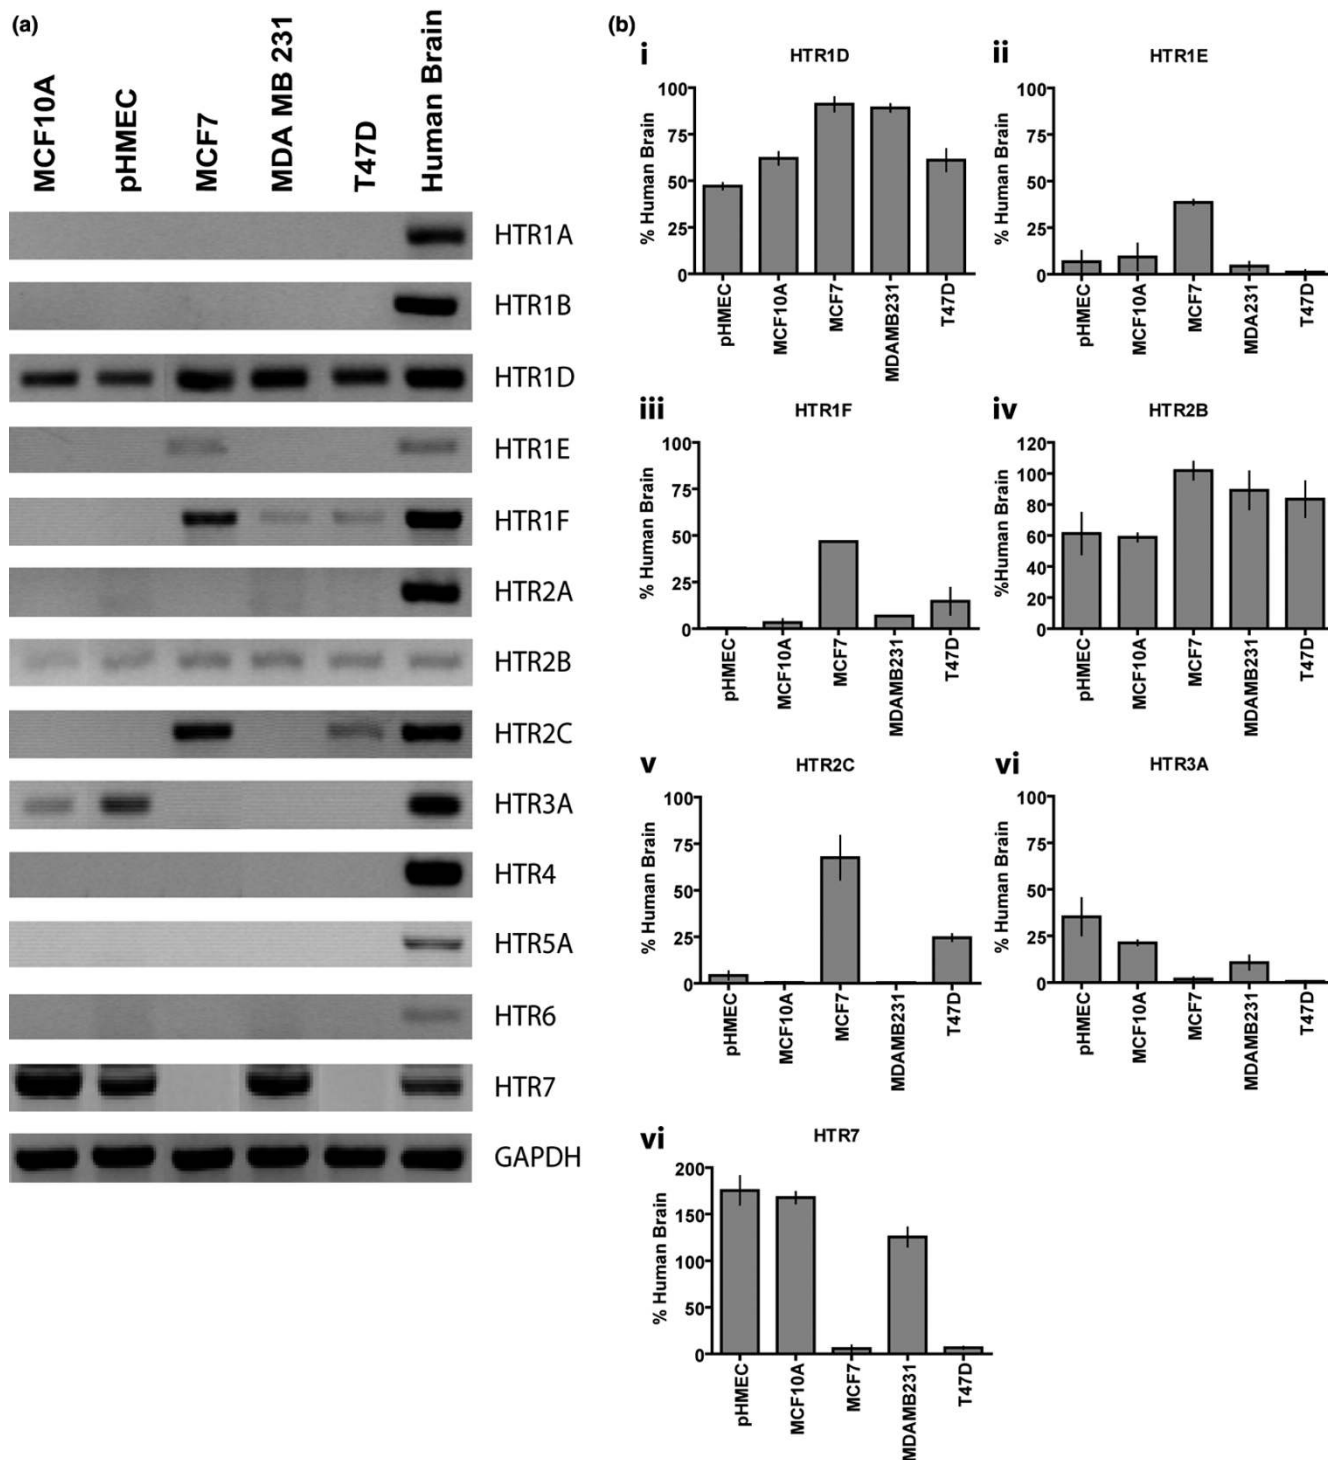 (a)
MCF10A
pHMEC
MCF7
MDA MB 231
T47D
Human Brain
HTR1A
HTR1B
HTR1D
HTR1E
HTR1F
HTR2A
HTR2B
HTR2C
HTR3A
HTR4
HTR5A
HTR6
HTR7
GAPDH
(b)
i
HTR1D
% Human Brain
100
75
50
25
0
pHMEC
MCF10A
MCF7
MDAMB231
T47D
ii
HTR1E
% Human Brain
100
75
50
25
0
pHMEC
MCF10A
MCF7
MDA231
T47D
iii
HTR1F
% Human Brain
100
75
50
25
0
pHMEC
MCF10A
MCF7
MDAMB231
T47D
iv
HTR2B
%Human Brain
120
100
80
60
40
20
0
pHMEC
MCF10A
MCF7
MDAMB231
T47D
v
HTR2C
% Human Brain
100
75
50
25
0
pHMEC
MCF10A
MCF7
MDAMB231
T47D
vi
HTR3A
% Human Brain
100
75
50
25
0
pHMEC
MCF10A
MCF7
MDAMB231
T47D
vi
HTR7
% Human Brain
200
150
100
50
0
pHMEC
MCF10A
MCF7
MDAMB231
T47D